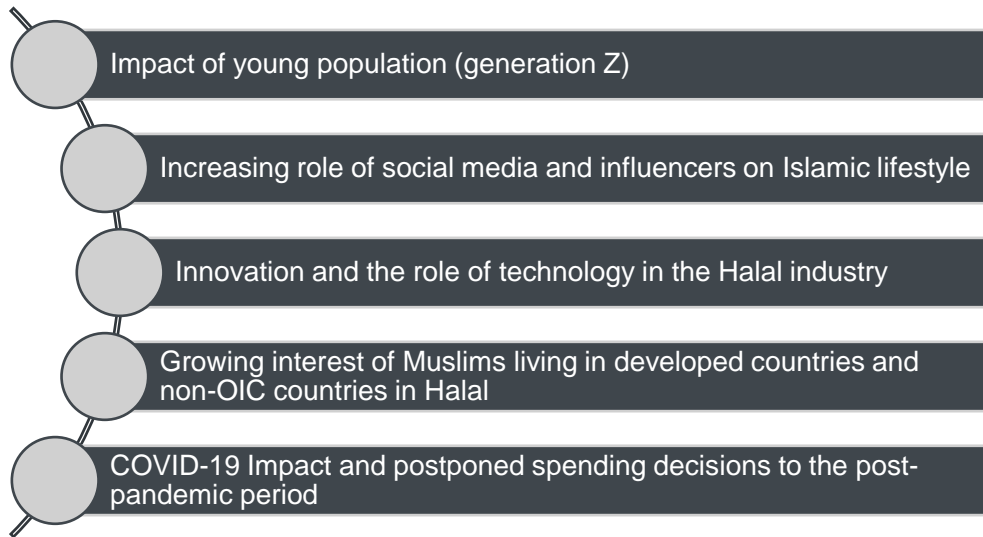 Impact of young population (generation Z)
Increasing role of social media and influencers on Islamic lifestyle
Innovation and the role of technology in the Halal industry
Growing interest of Muslims living in developed countries and
non-OIC countries in Halal
COVID-19 Impact and postponed spending decisions to the post-
pandemic period